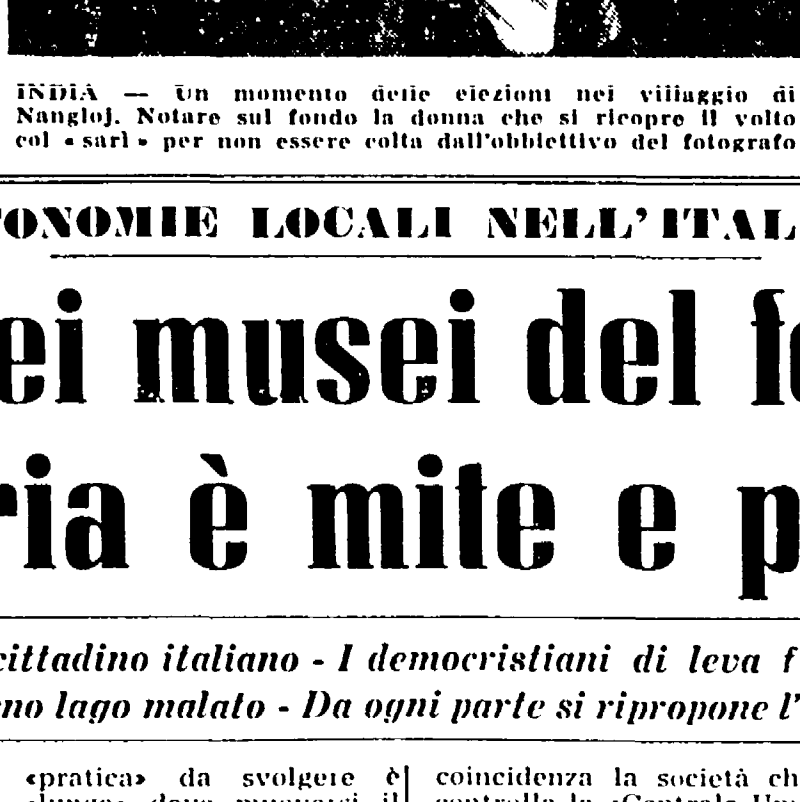 INDIA — Un momento delle elezioni nei villaggio di
Nangloj. Notare sul fondo la donna che si ricopre il volto
col «sari» per non essere colta dall'obbiettivo del fotografo
ONOMIE LOCALI NELL'ITAL
ei musei del f
ria è mite e p
cittadino italiano - I democristiani di leva f
no lago malato - Da ogni parte si ripropone l'
«pratica» da svolgere è
coincidenza la società ch